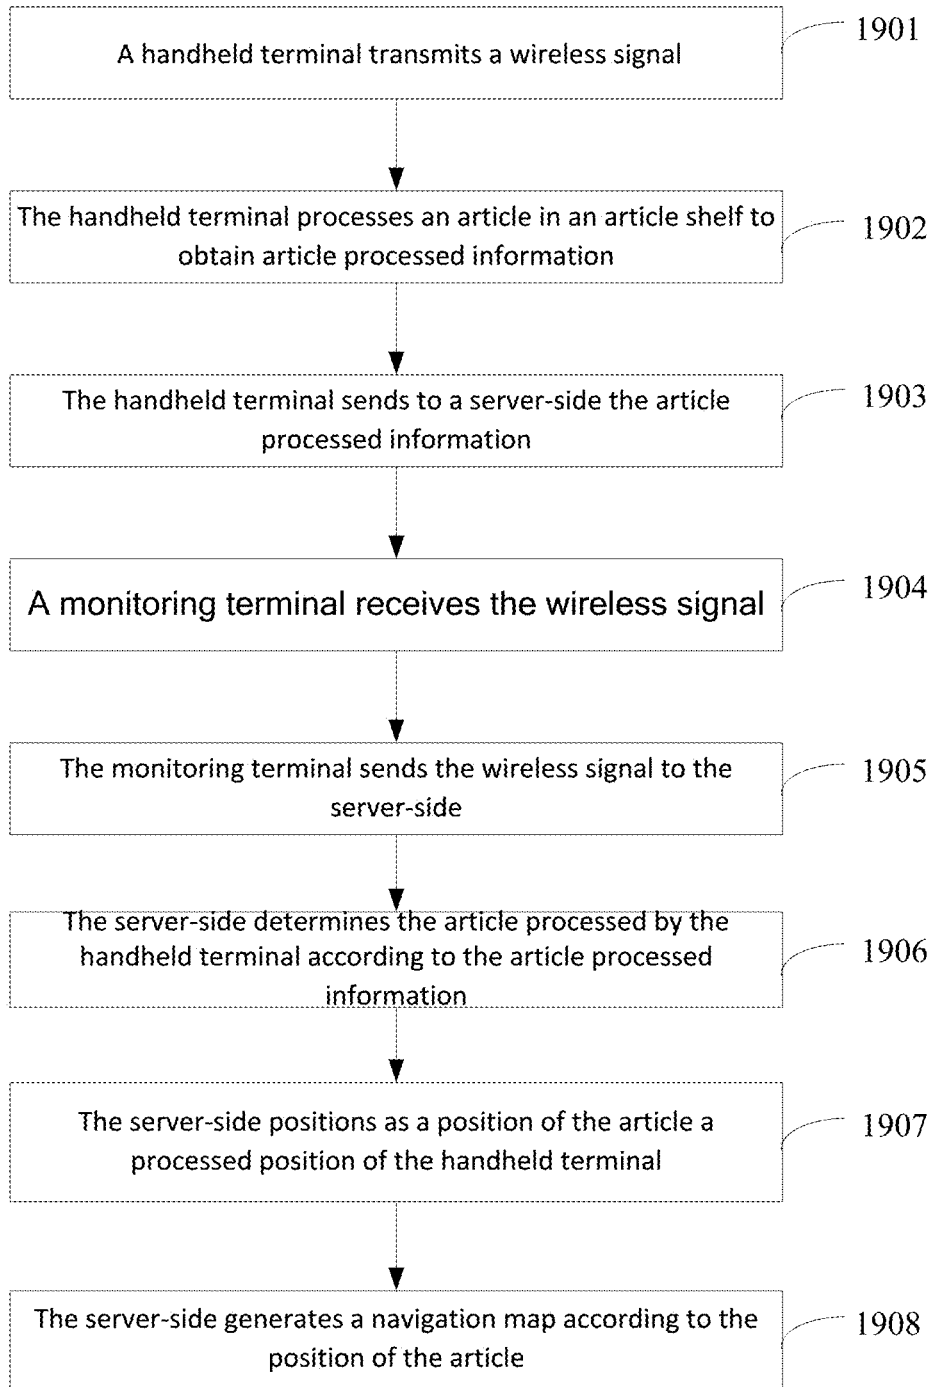 A handheld terminal transmits a wireless signal
1901
The handheld terminal processes an article in an article shelf to
obtain article processed information
1902
The handheld terminal sends to a server-side the article
processed information
1903
A monitoring terminal receives the wireless signal
1904
The monitoring terminal sends the wireless signal to the
server-side
1905
The server-side determines the article processed by the
handheld terminal according to the article processed
information
1906
The server-side positions as a position of the article a
processed position of the handheld terminal
1907
The server-side generates a navigation map according to the
position of the article
1908